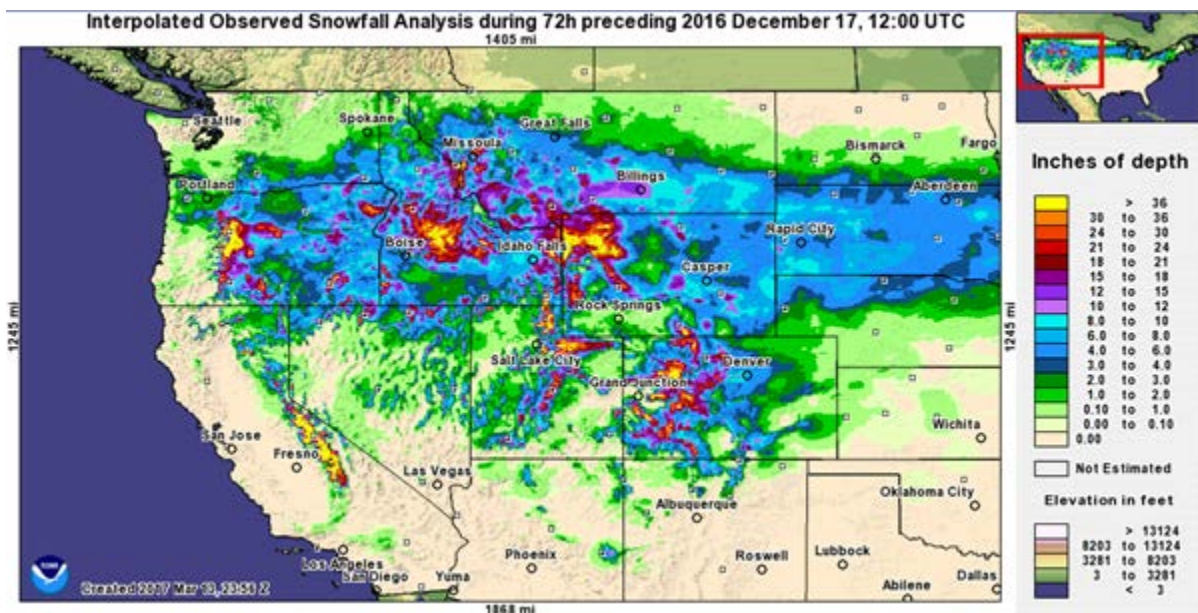 Interpolated Observed Snowfall Analysis during 72h preceding 2016 December 17, 12:00 UTC
1405 mi
Seattle
Spokane
Great Falls
Missoula
Bismarck
Fargo
Portland
Billings
Aberdeen
Boise
Idaho Falls
Rapid City
Casper
Rock Springs
Salt Lake City
Denver
Grand Junction
San Jose
Fresno
Las Vegas
Wichita
Albuquerque
Oklahoma City
Phoenix
Roswell
Lubbock
Los Angeles
San Diego
Yuma
Abilene
Dallas
1245 mi
1245 mi
1868 mi
Created 2017 Mar 13, 23:56 Z
Inches of depth
> 36
30 to 36
24 to 30
21 to 24
18 to 21
15 to 18
12 to 15
10 to 12
8.0 to 10
6.0 to 8.0
4.0 to 6.0
3.0 to 4.0
2.0 to 3.0
1.0 to 2.0
0.10 to 1.0
0.00 to 0.10
0.00
Not Estimated
Elevation in feet
> 13124
8203 to 13124
3281 to 8203
3 to 3281
< 3